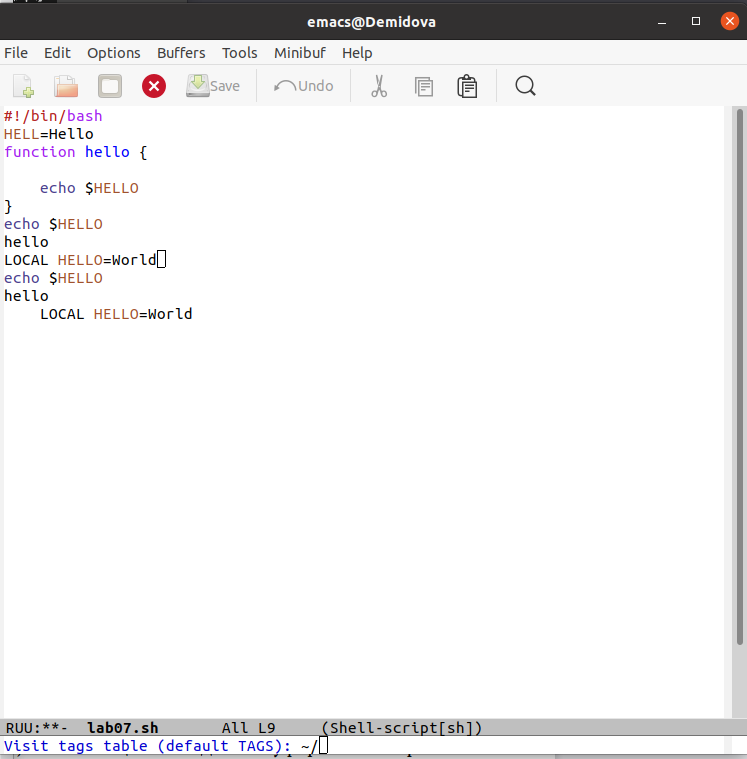 emacs@Demidova
File Edit Options Buffers Tools Minibuf Help
Save Undo
#!/bin/bash
HELL=Hello
function hello {
    echo $HELLO
}
echo $HELLO
hello
LOCAL HELLO=World
echo $HELLO
hello
    LOCAL HELLO=World
RUU:**-  lab07.sh       All L9     (Shell-script[sh])
Visit tags table (default TAGS): ~/